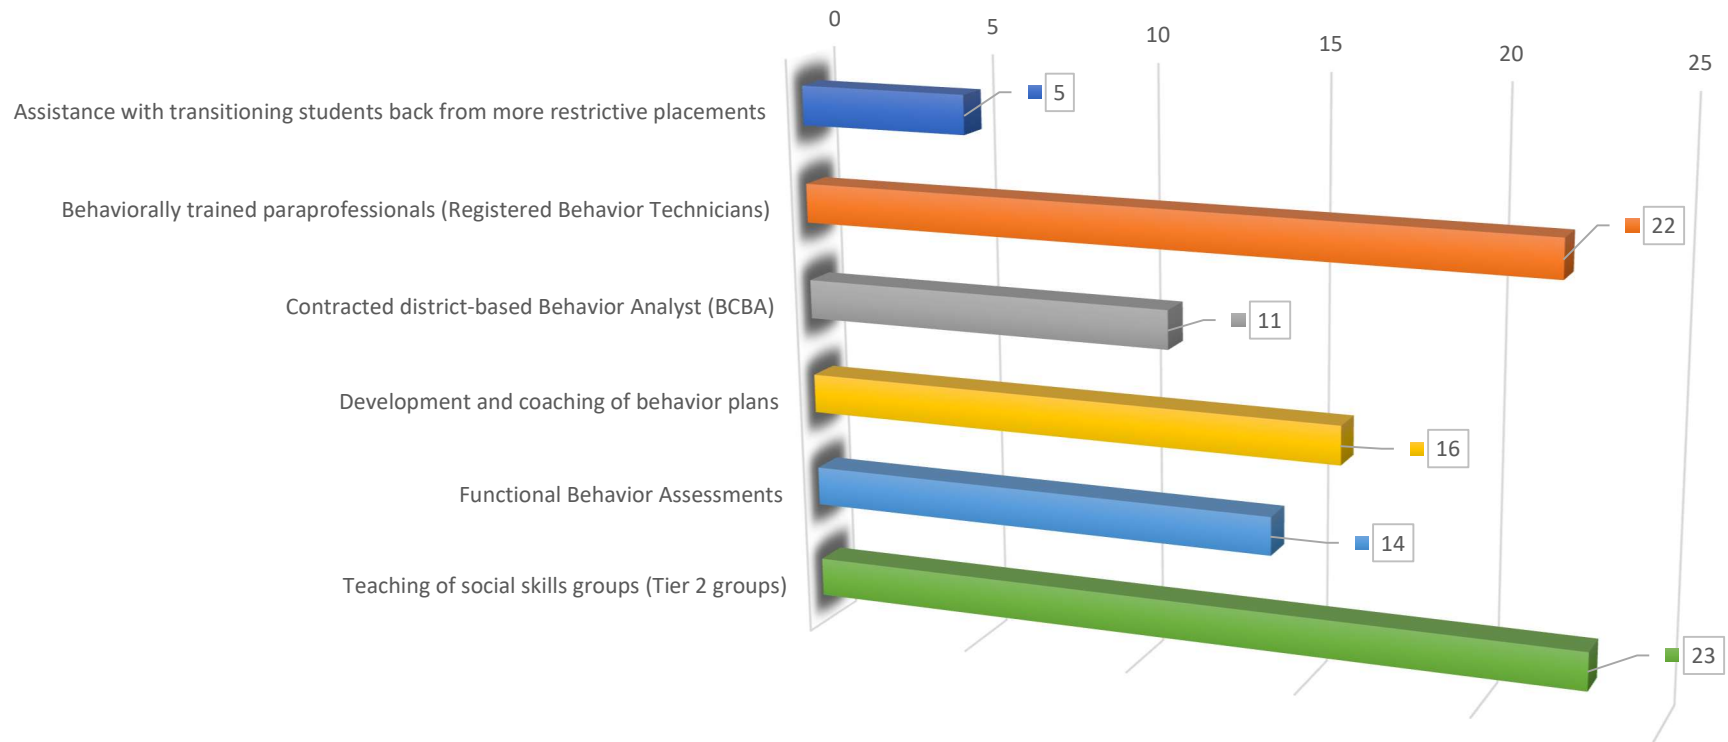 0 5 10 15 20 25
Assistance with transitioning students back from more restrictive placements 5
Behaviorally trained paraprofessionals (Registered Behavior Technicians) 22
Contracted district-based Behavior Analyst (BCBA) 11
Development and coaching of behavior plans 16
Functional Behavior Assessments 14
Teaching of social skills groups (Tier 2 groups) 23